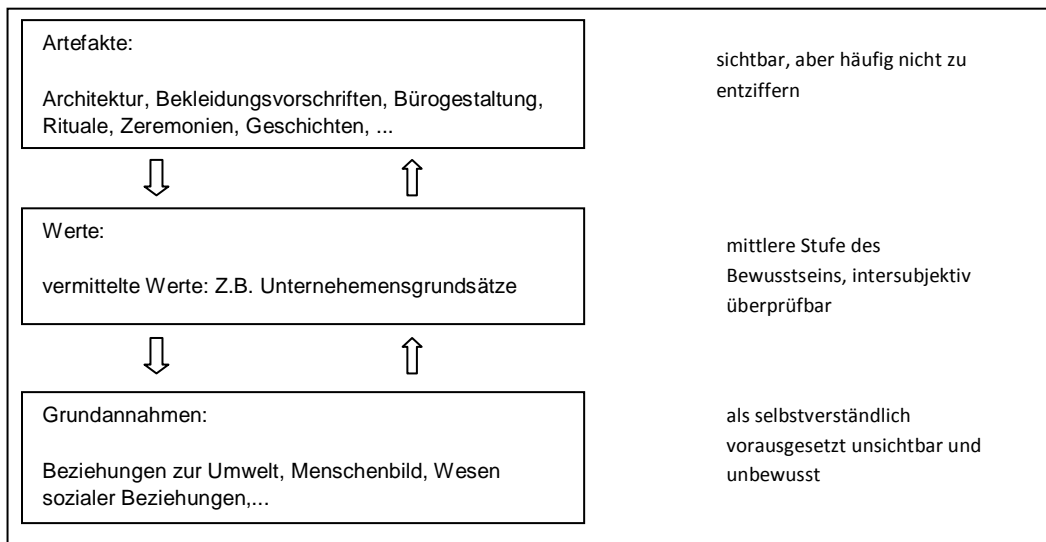 Artefakte:
sichtbar, aber häufig nicht zu
entziffern
Architektur, Bekleidungsvorschriften, Bürogestaltung,
Rituale, Zeremonien, Geschichten, ...
Werte:
mittlere Stufe des
Bewusstseins, intersubjektiv
überprüfbar
vermittelte Werte: Z.B. Unternehemensgrundsätze
Grundannahmen:
als selbstverständlich
vorausgesetzt unsichtbar und
unbewusst
Beziehungen zur Umwelt, Menschenbild, Wesen
sozialer Beziehungen,...